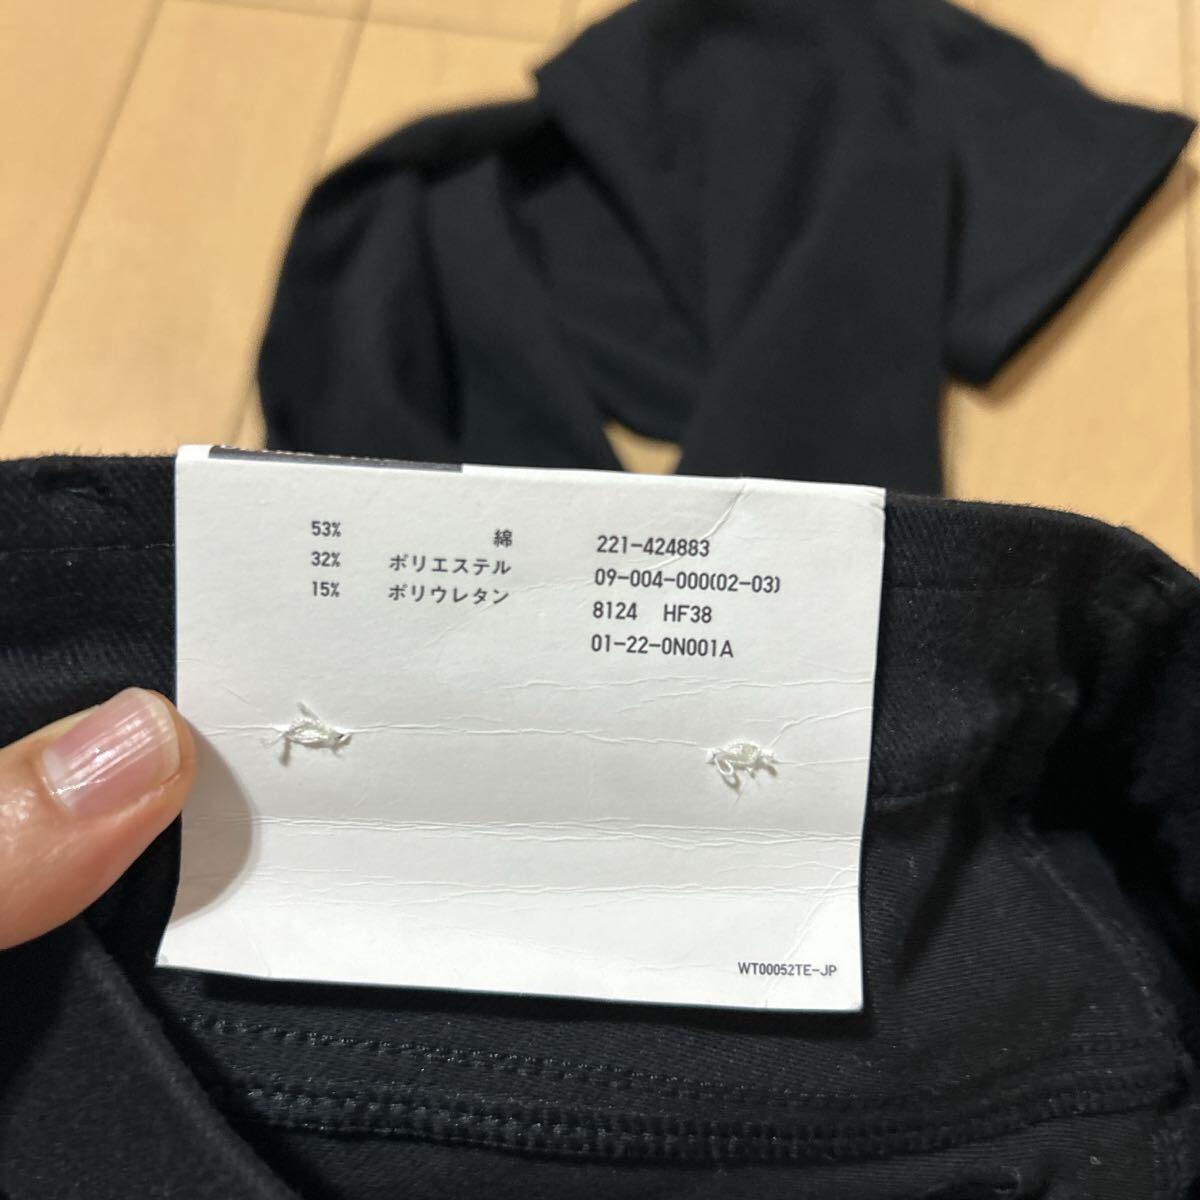 53% 綿
32% ポリエステル
15% ポリウレタン
221-424883
09-004-000(02-03)
8124 HF38
01-22-0N001A
WT00052TE-JP